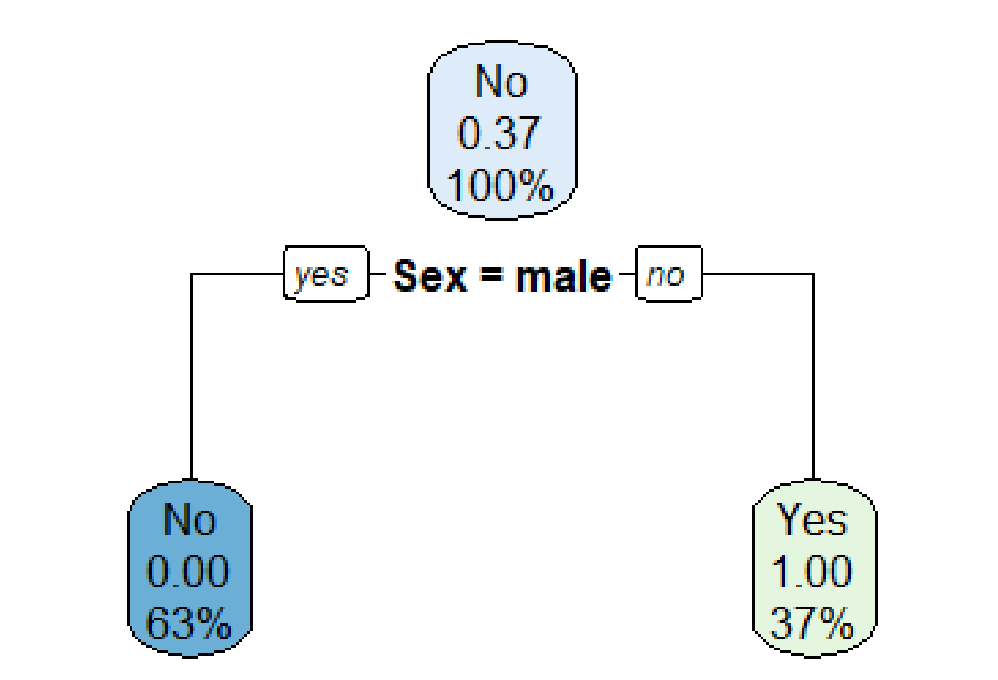 No
0.37
100%
yes Sex = male no
No
0.00
63%
Yes
1.00
37%